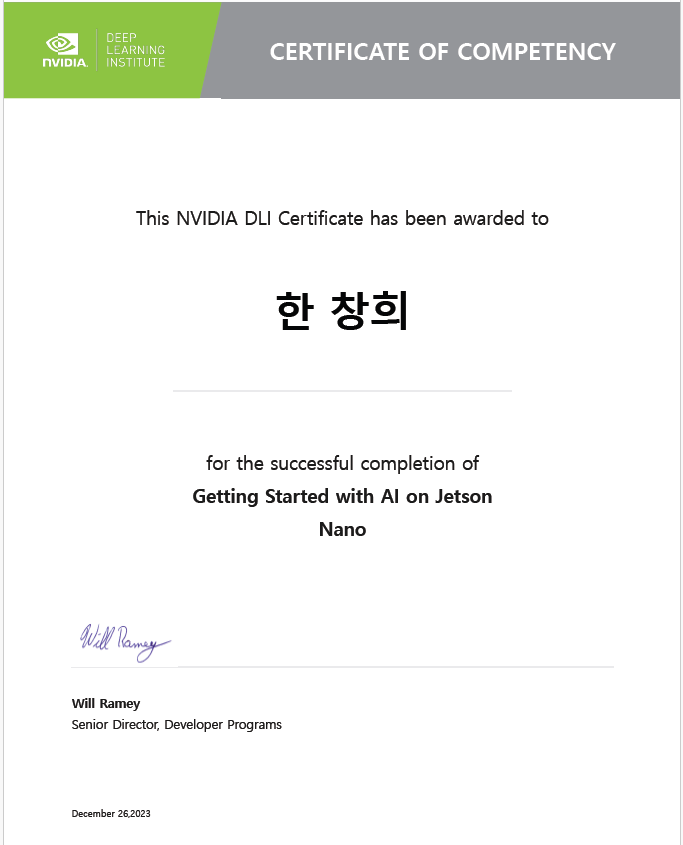 NVIDIA.
DEEP
LEARNING
INSTITUTE
CERTIFICATE OF COMPETENCY
This NVIDIA DLI Certificate has been awarded to
한 창희
for the successful completion of
Getting Started with AI on Jetson
Nano
Will Ramey
Will Ramey
Senior Director, Developer Programs
December 26,2023